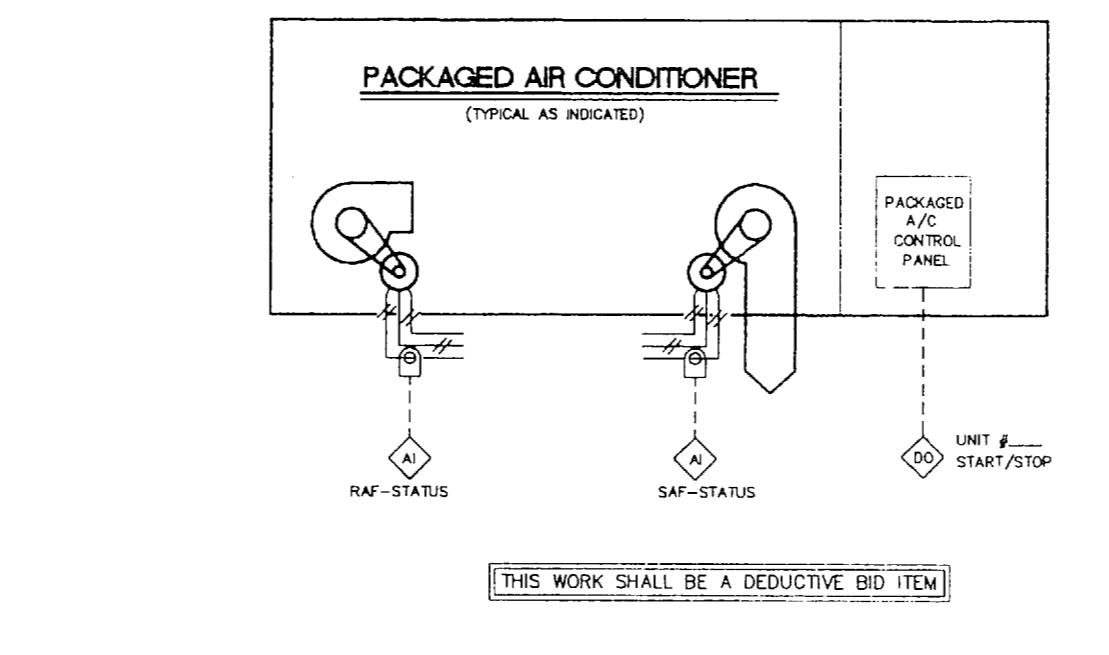 PACKAGED AIR CONDITIONER
(TYPICAL AS INDICATED)
PACKAGED
A/C
CONTROL
PANEL
AI
RAF-STATUS
AI
SAF-STATUS
DO
UNIT #____
START/STOP
THIS WORK SHALL BE A DEDUCTIVE BID ITEM